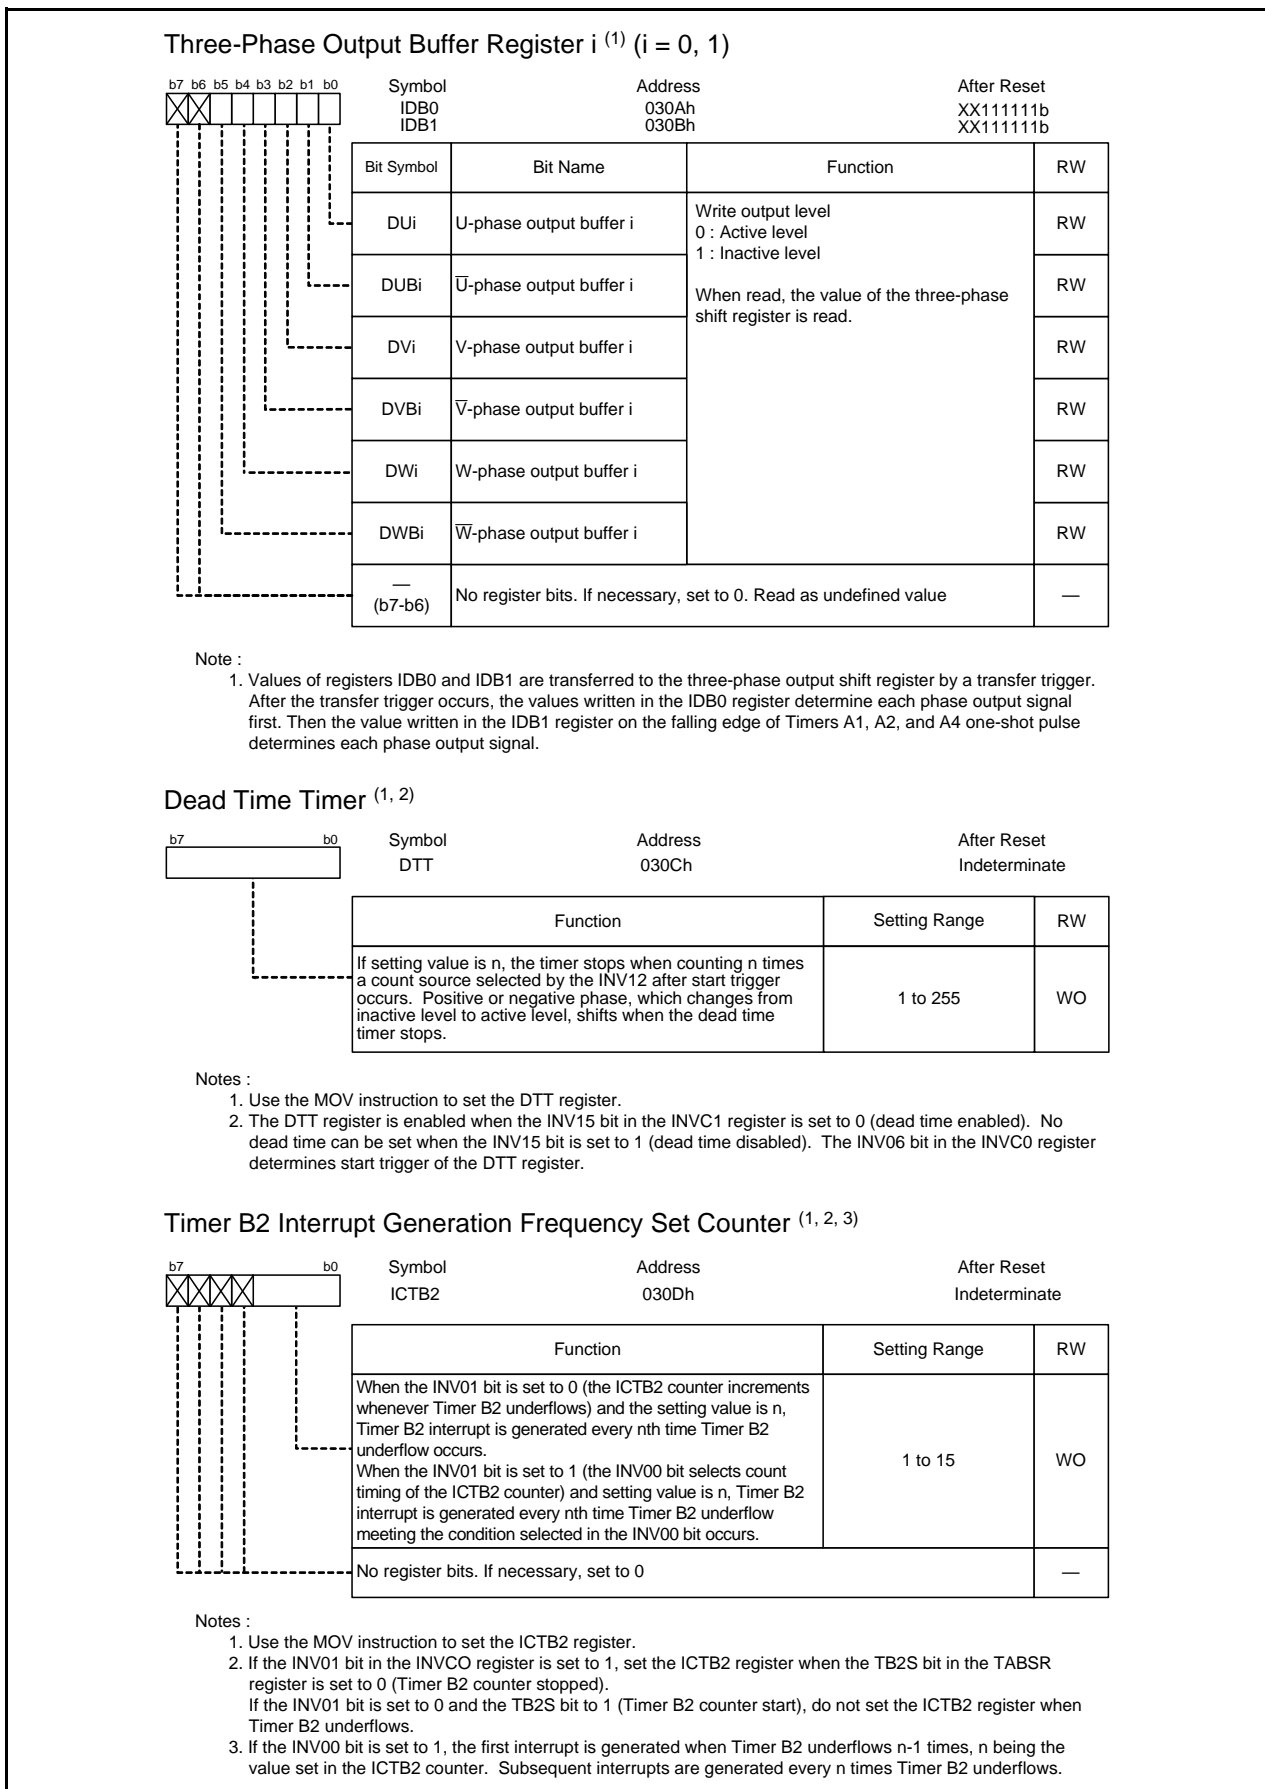 Three-Phase Output Buffer Register i (1) (i = 0, 1)
b7 b6 b5 b4 b3 b2 b1 b0
Symbol Address After Reset
IDB0 030Ah XX111111b
IDB1 030Bh XX111111b
Bit Symbol Bit Name Function RW
DUi U-phase output buffer i RW
Write output level
0 : Active level
1 : Inactive level
When read, the value of the three-phase
shift register is read.
DUBi U̅-phase output buffer i RW
DVi V-phase output buffer i RW
DVBi V̅-phase output buffer i RW
DWi W-phase output buffer i RW
DWBi W̅-phase output buffer i RW
—
(b7-b6) No register bits. If necessary, set to 0. Read as undefined value —
Note :
1. Values of registers IDB0 and IDB1 are transferred to the three-phase output shift register by a transfer trigger.
After the transfer trigger occurs, the values written in the IDB0 register determine each phase output signal
first. Then the value written in the IDB1 register on the falling edge of Timers A1, A2, and A4 one-shot pulse
determines each phase output signal.
Dead Time Timer (1, 2)
b7 b0
Symbol Address After Reset
DTT 030Ch Indeterminate
Function Setting Range RW
If setting value is n, the timer stops when counting n times
a count source selected by the INV12 after start trigger
occurs. Positive or negative phase, which changes from
inactive level to active level, shifts when the dead time
timer stops.
1 to 255 WO
Notes :
1. Use the MOV instruction to set the DTT register.
2. The DTT register is enabled when the INV15 bit in the INVC1 register is set to 0 (dead time enabled). No
dead time can be set when the INV15 bit is set to 1 (dead time disabled). The INV06 bit in the INVC0 register
determines start trigger of the DTT register.
Timer B2 Interrupt Generation Frequency Set Counter (1, 2, 3)
b7 b0
Symbol Address After Reset
ICTB2 030Dh Indeterminate
Function Setting Range RW
When the INV01 bit is set to 0 (the ICTB2 counter increments
whenever Timer B2 underflows) and the setting value is n,
Timer B2 interrupt is generated every nth time Timer B2
underflow occurs.
When the INV01 bit is set to 1 (the INV00 bit selects count
timing of the ICTB2 counter) and setting value is n, Timer B2
interrupt is generated every nth time Timer B2 underflow
meeting the condition selected in the INV00 bit occurs.
1 to 15 WO
No register bits. If necessary, set to 0 —
Notes :
1. Use the MOV instruction to set the ICTB2 register.
2. If the INV01 bit in the INVCO register is set to 1, set the ICTB2 register when the TB2S bit in the TABSR
register is set to 0 (Timer B2 counter stopped).
If the INV01 bit is set to 0 and the TB2S bit to 1 (Timer B2 counter start), do not set the ICTB2 register when
Timer B2 underflows.
3. If the INV00 bit is set to 1, the first interrupt is generated when Timer B2 underflows n-1 times, n being the
value set in the ICTB2 counter. Subsequent interrupts are generated every n times Timer B2 underflows.